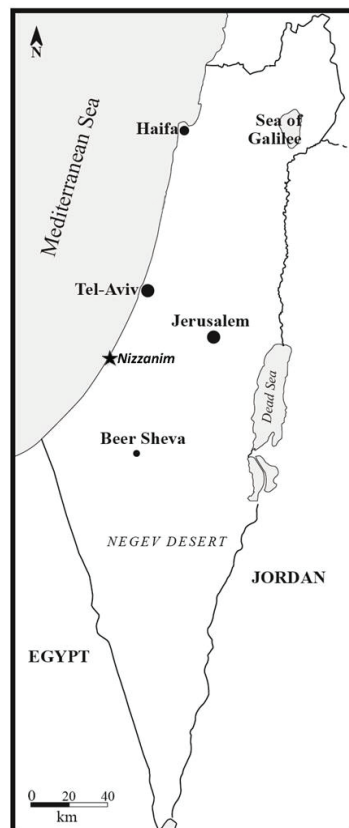 N
Mediterranean Sea
Haifa
Sea of
Galilee
Tel-Aviv
Jerusalem
Nizzanim
Dead Sea
Beer Sheva
NEGEV DESERT
JORDAN
EGYPT
0 20 40
km